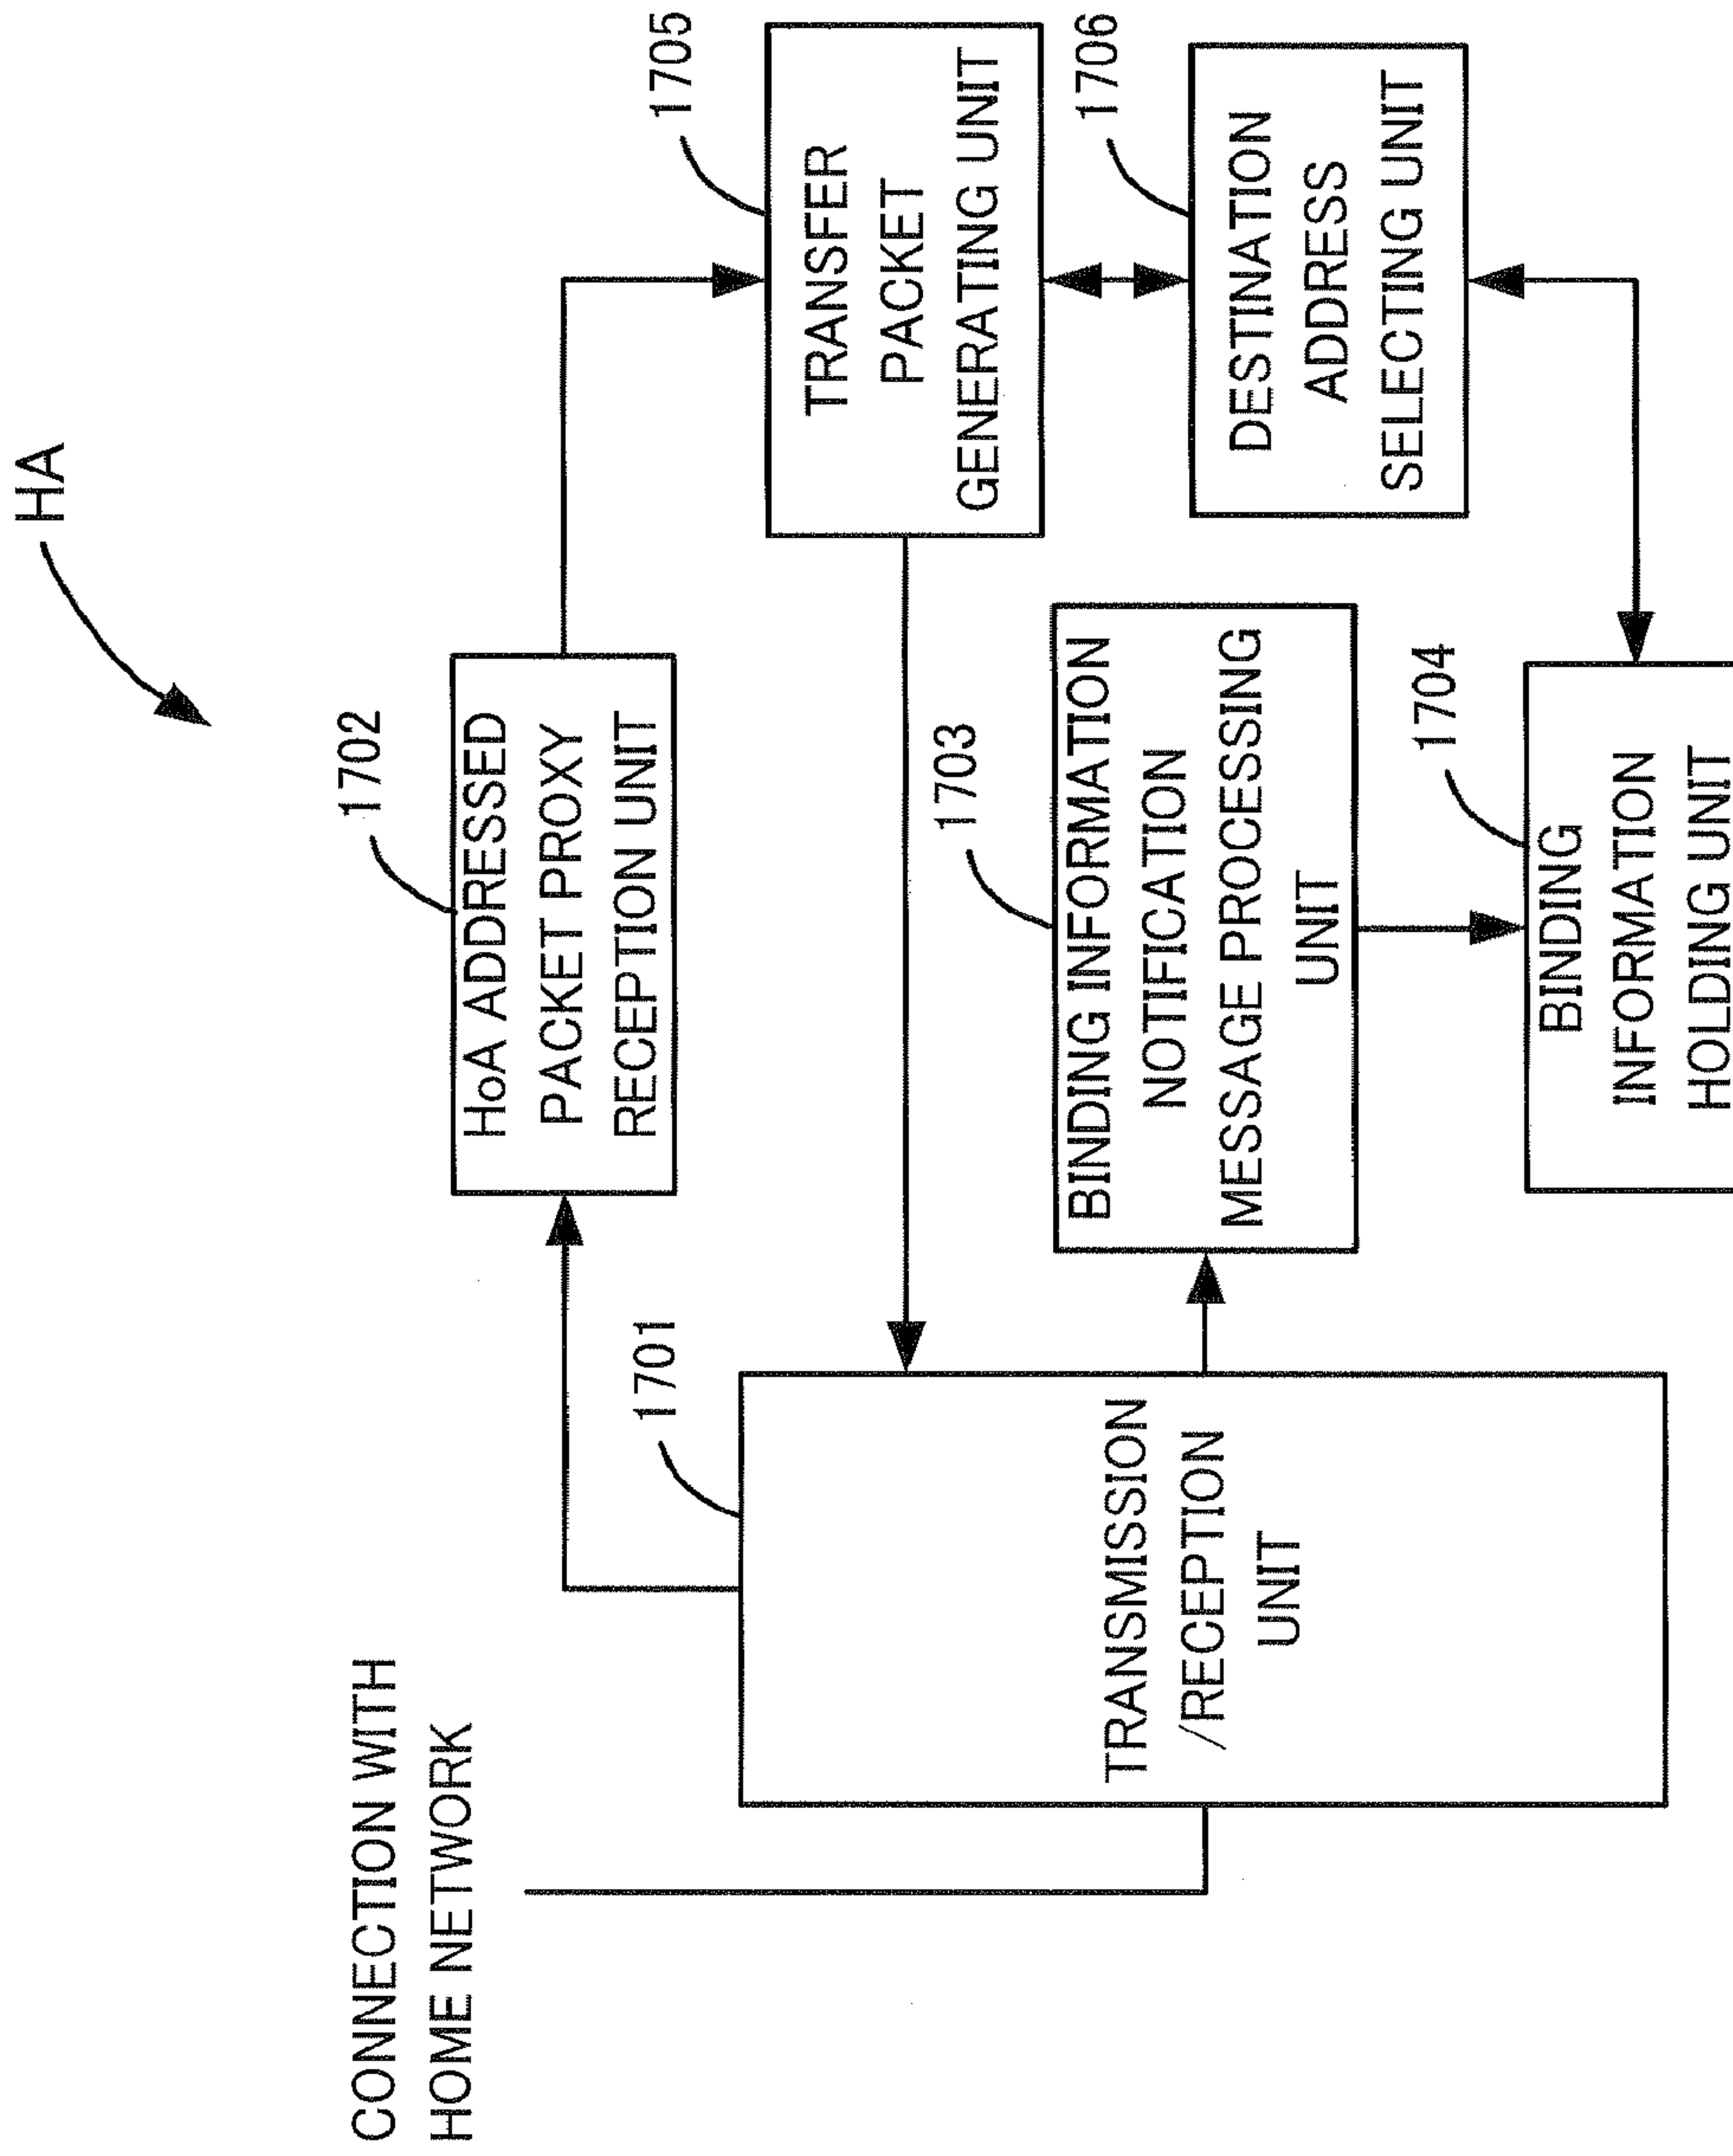 HA
CONNECTION WITH
HOME NETWORK
1701
TRANSMISSION
/RECEPTION
UNIT
1702
HoA ADDRESSED
PACKET PROXY
RECEPTION UNIT
1703
BINDING INFORMATION
NOTIFICATION
MESSAGE PROCESSING
UNIT
1704
BINDING
INFORMATION
HOLDING UNIT
1705
TRANSFER
PACKET
GENERATING UNIT
1706
DESTINATION
ADDRESS
SELECTING UNIT